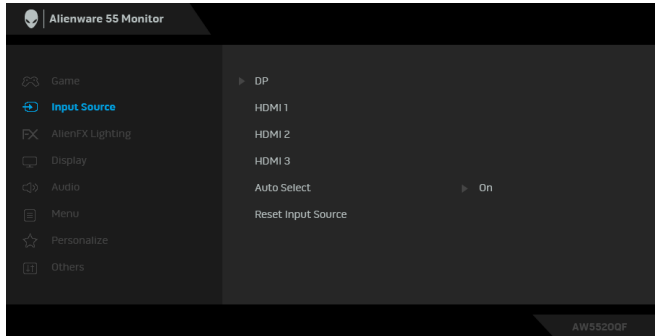 Alienware 55 Monitor
Game
Input Source
FX AlienFX Lighting
Display
Audio
Menu
Personalize
Others
DP
HDMI 1
HDMI 2
HDMI 3
Auto Select On
Reset Input Source
AW5520QF